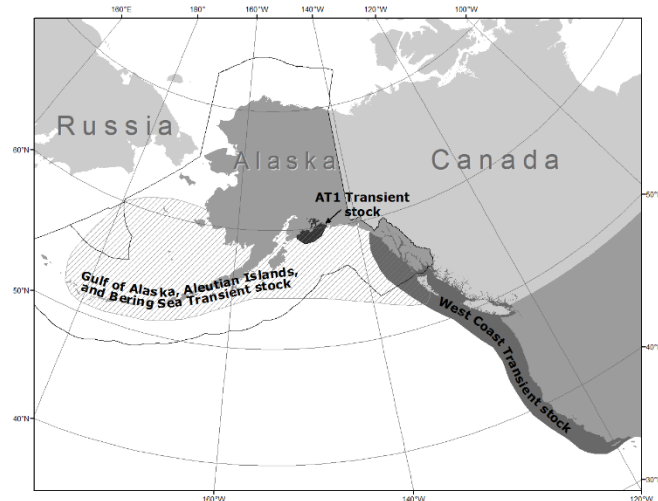 160°E
180°
160°W
140°W
120°W
100°W
80°W
Russia
Alaska
Canada
60°N
60°N
AT1 Transient
stock
50°N
50°N
Gulf of Alaska, Aleutian Islands,
and Bering Sea Transient stock
West Coast Transient stock
40°N
40°N
30°N
160°W
140°W
120°W